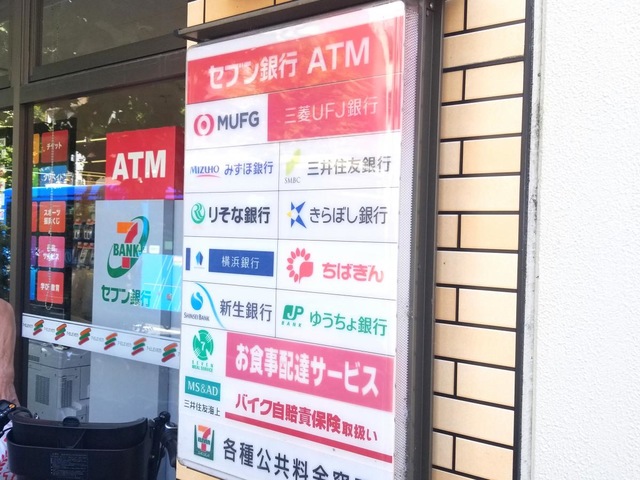 セブン銀行 ATM
MUFG 三菱UFJ銀行
MIZUHO みずほ銀行
SMBC 三井住友銀行
りそな銀行
きらぼし銀行
横浜銀行
ちばぎん
SHINSEI BANK 新生銀行
JP BANK ゆうちょ銀行
お食事配達サービス
MS&AD
三井住友海上
バイク自賠責保険取扱い
各種公共料金
チケット
ATM
7 BANK
セブン銀行